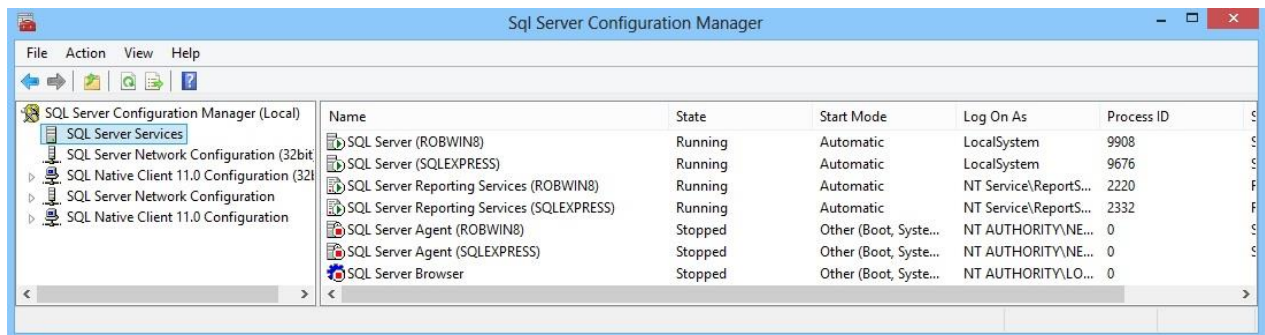 Sql Server Configuration Manager
File Action View Help
SQL Server Configuration Manager (Local)
SQL Server Services
SQL Server Network Configuration (32bit
SQL Native Client 11.0 Configuration (32b
SQL Server Network Configuration
SQL Native Client 11.0 Configuration
Name State Start Mode Log On As Process ID S
SQL Server (ROBWIN8) Running Automatic LocalSystem 9908 S
SQL Server (SQLEXPRESS) Running Automatic LocalSystem 9676 S
SQL Server Reporting Services (ROBWIN8) Running Automatic NT Service\ReportS... 2220 R
SQL Server Reporting Services (SQLEXPRESS) Running Automatic NT Service\ReportS... 2332 R
SQL Server Agent (ROBWIN8) Stopped Other (Boot, Syste... NT AUTHORITY\NE... 0 S
SQL Server Agent (SQLEXPRESS) Stopped Other (Boot, Syste... NT AUTHORITY\NE... 0 S
SQL Server Browser Stopped Other (Boot, Syste... NT AUTHORITY\LO... 0